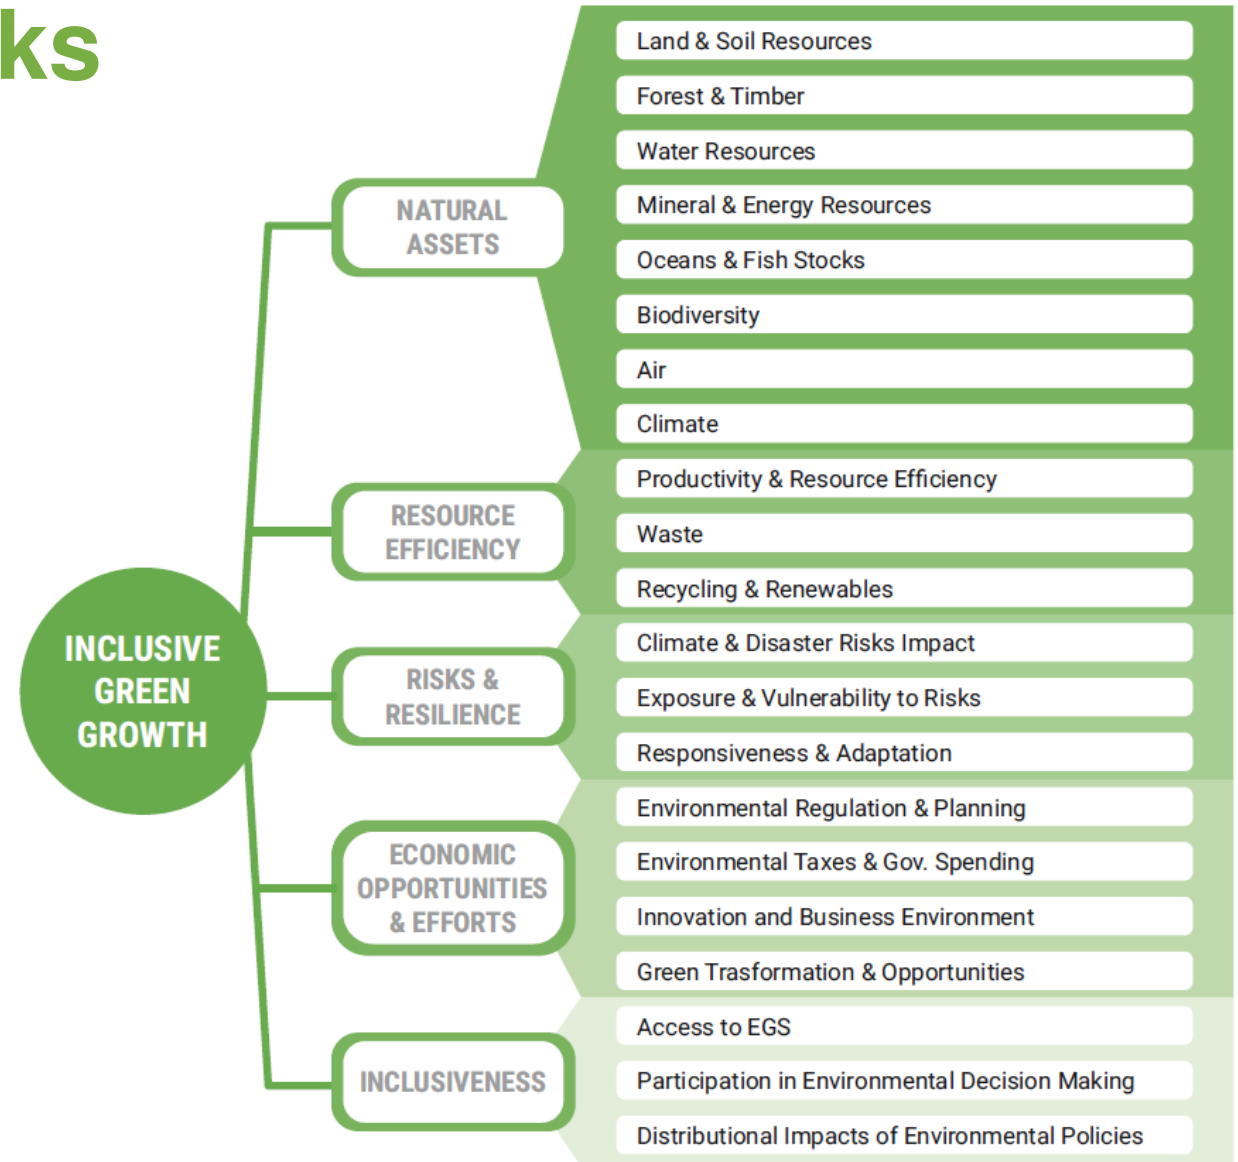 ks
INCLUSIVE
GREEN
GROWTH
NATURAL
ASSETS
Land & Soil Resources
Forest & Timber
Water Resources
Mineral & Energy Resources
Oceans & Fish Stocks
Biodiversity
Air
Climate
RESOURCE
EFFICIENCY
Productivity & Resource Efficiency
Waste
Recycling & Renewables
RISKS &
RESILIENCE
Climate & Disaster Risks Impact
Exposure & Vulnerability to Risks
Responsiveness & Adaptation
ECONOMIC
OPPORTUNITIES
& EFFORTS
Environmental Regulation & Planning
Environmental Taxes & Gov. Spending
Innovation and Business Environment
Green Trasformation & Opportunities
INCLUSIVENESS
Access to EGS
Participation in Environmental Decision Making
Distributional Impacts of Environmental Policies